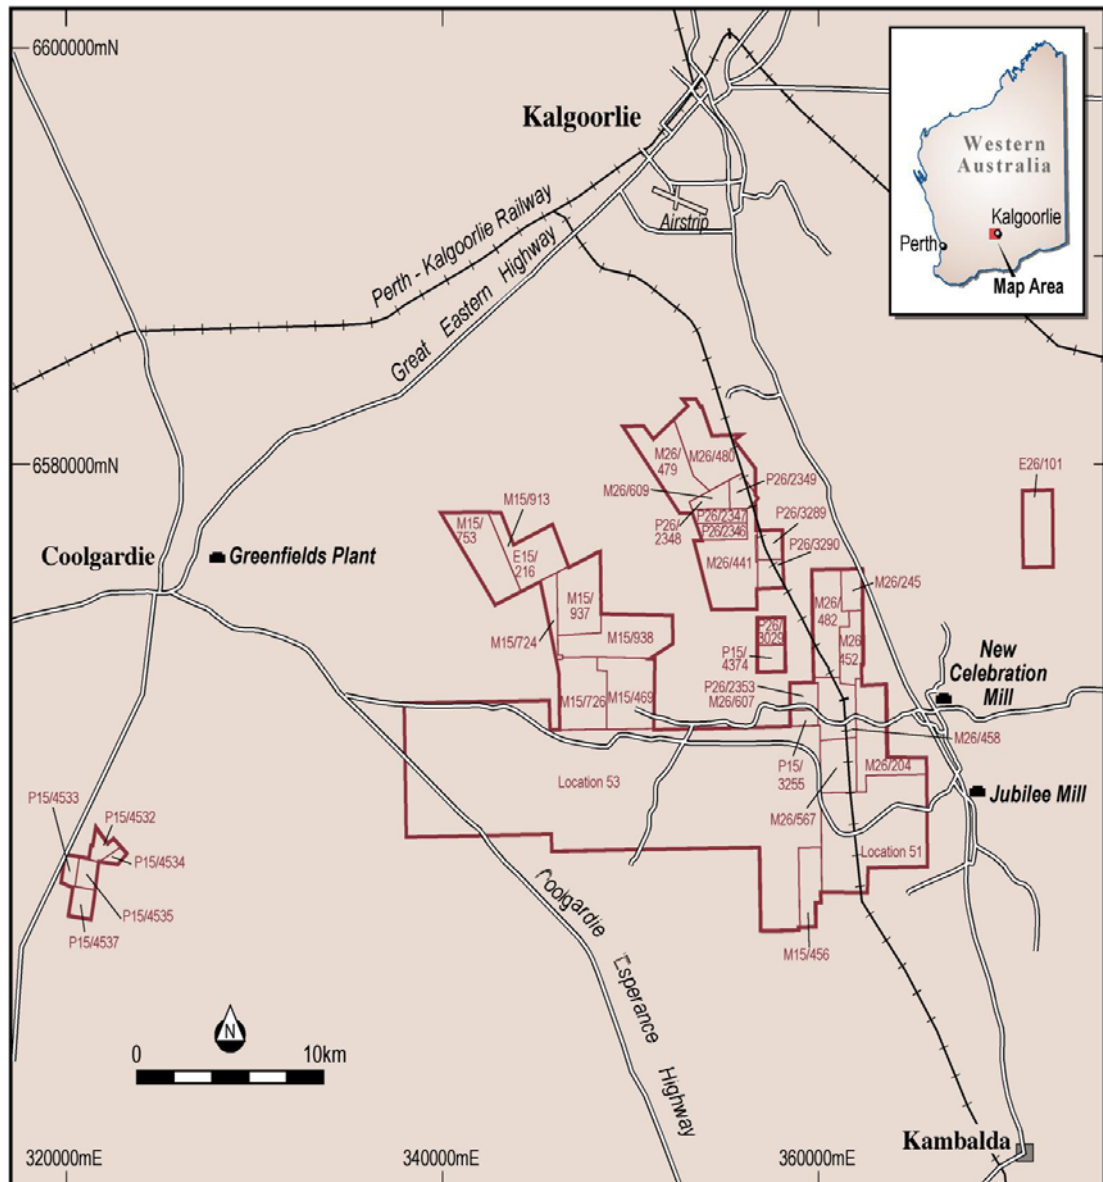 6600000mN
Kalgoorlie
Western
Australia
Kalgoorlie
Perth
Map Area
Airstrip
Perth - Kalgoorlie Railway
Great Eastern Highway
6580000mN
M26/
479
M26/480
E26/101
M26/609
P26/2349
M15/913
P26/
2348
P26/2347
P26/2346
P26/3289
M15/
753
Coolgardie
Greenfields Plant
E15/
216
M26/441
P26/3290
M26/245
M15/
937
M26/
482
M15/724
M15/938
P26/
3029
M26
452
P15/
4374
New
Celebration
Mill
P26/2353
M26/607
M15/726
M15/469
M26/458
Location 53
P15/
3255
M26/204
Jubilee Mill
P15/4533
P15/4532
M26/567
P15/4534
Location 51
P15/4535
P15/4537
M15/456
Coolgardie Esperance Highway
N
0
10km
Kambalda
320000mE
340000mE
360000mE